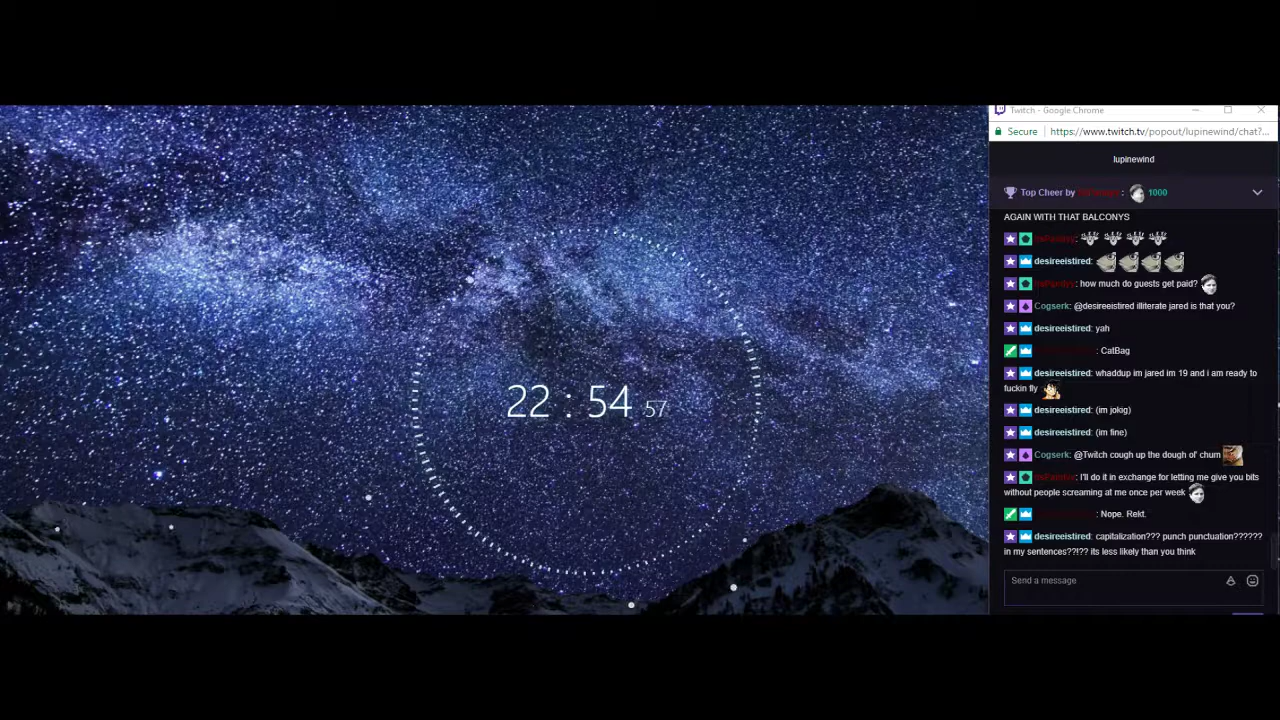 Twitch - Google Chrome
Secure https://www.twitch.tv/popout/lupinewind/chat?...
lupinewind
Top Cheer by : 1000
AGAIN WITH THAT BALCONYS
desireeistired:
: how much do guests get paid?
Cogserk: @desireeistired illiterate jared is that you?
desireeistired: yah
: CatBag
desireeistired: whaddup im jared im 19 and i am ready to
fuckin fly
22 : 54 57
desireeistired: (im jokig)
desireeistired: (im fine)
Cogserk: @Twitch cough up the dough ol' chum
: I'll do it in exchange for letting me give you bits
without people screaming at me once per week
: Nope. Rekt.
desireeistired: capitalization??? punch punctuation??????
in my sentences??!?? its less likely than you think
Send a message